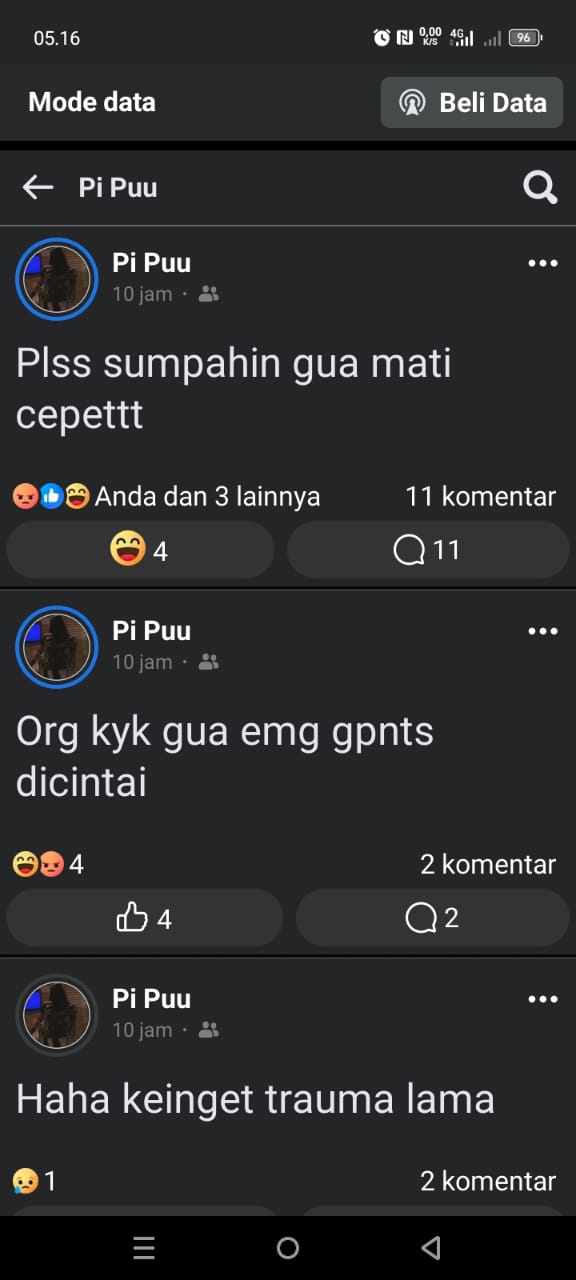 05.16
0,00
K/S
4G
96
Mode data
Beli Data
Pi Puu
Pi Puu
10 jam ·
Plss sumpahin gua mati
cepettt
Anda dan 3 lainnya
11 komentar
4
11
Pi Puu
10 jam ·
Org kyk gua emg gpnts
dicintai
4
2 komentar
4
2
Pi Puu
10 jam ·
Haha keinget trauma lama
1
2 komentar